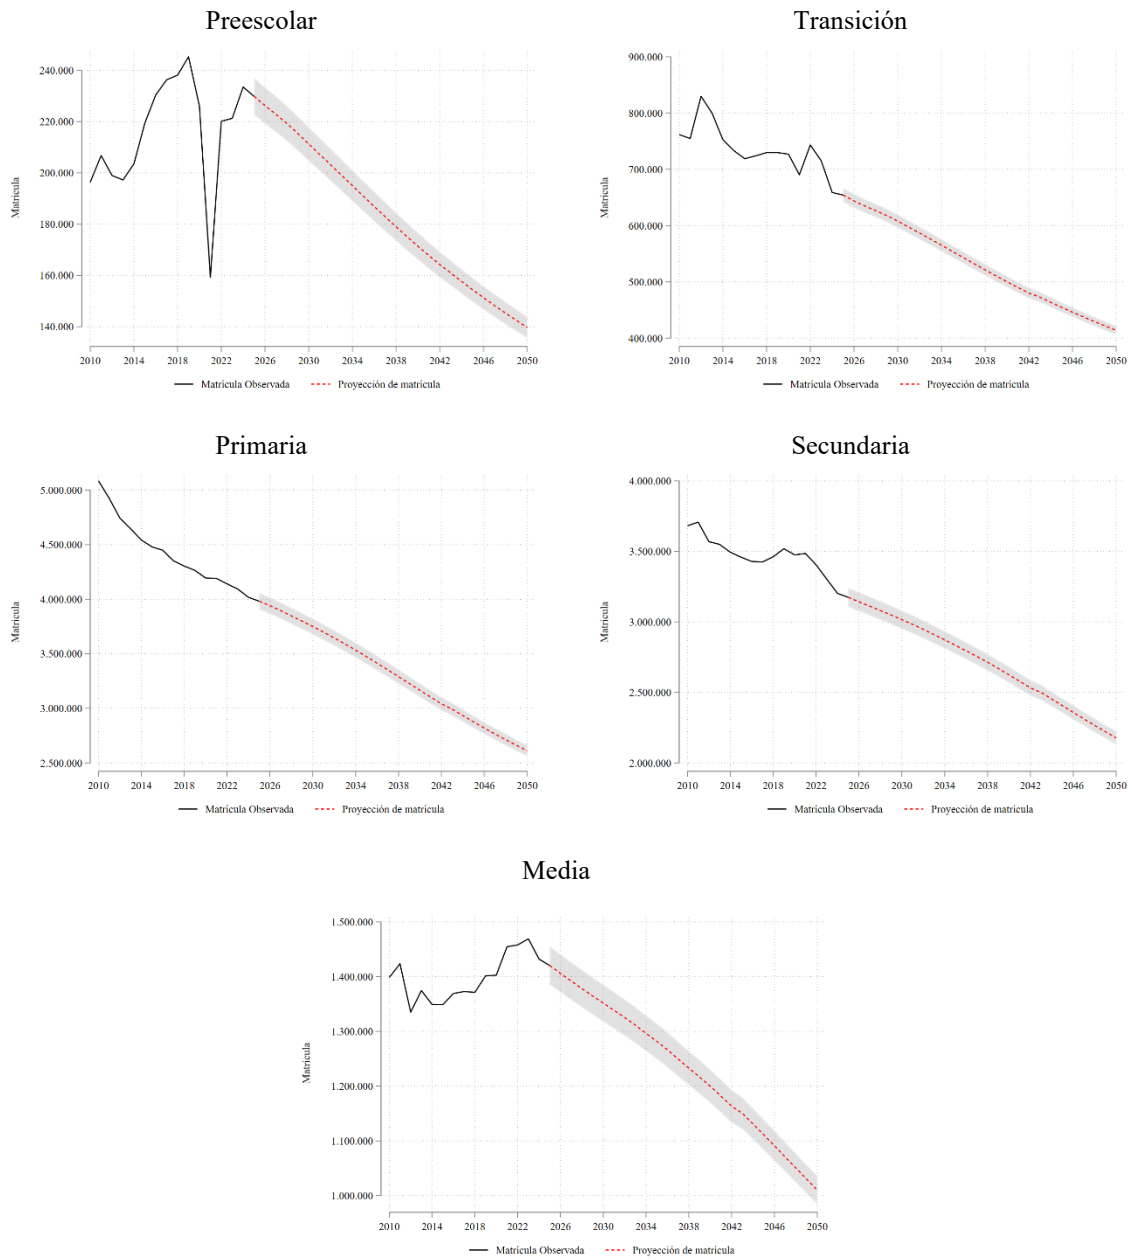 Preescolar
Transición
240.000
220.000
200.000
180.000
160.000
140.000
Matrícula
2010 2014 2018 2022 2026 2030 2034 2038 2042 2046 2050
Matrícula Observada Proyección de matrícula
900.000
800.000
700.000
600.000
500.000
400.000
Matrícula
2010 2014 2018 2022 2026 2030 2034 2038 2042 2046 2050
Matrícula Observada Proyección de matrícula
Primaria
Secundaria
5.000.000
4.500.000
4.000.000
3.500.000
3.000.000
2.500.000
Matrícula
2010 2014 2018 2022 2026 2030 2034 2038 2042 2046 2050
Matrícula Observada Proyección de matrícula
4.000.000
3.500.000
3.000.000
2.500.000
2.000.000
Matrícula
2010 2014 2018 2022 2026 2030 2034 2038 2042 2046 2050
Matrícula Observada Proyección de matrícula
Media
1.500.000
1.400.000
1.300.000
1.200.000
1.100.000
1.000.000
Matrícula
2010 2014 2018 2022 2026 2030 2034 2038 2042 2046 2050
Matrícula Observada Proyección de matrícula